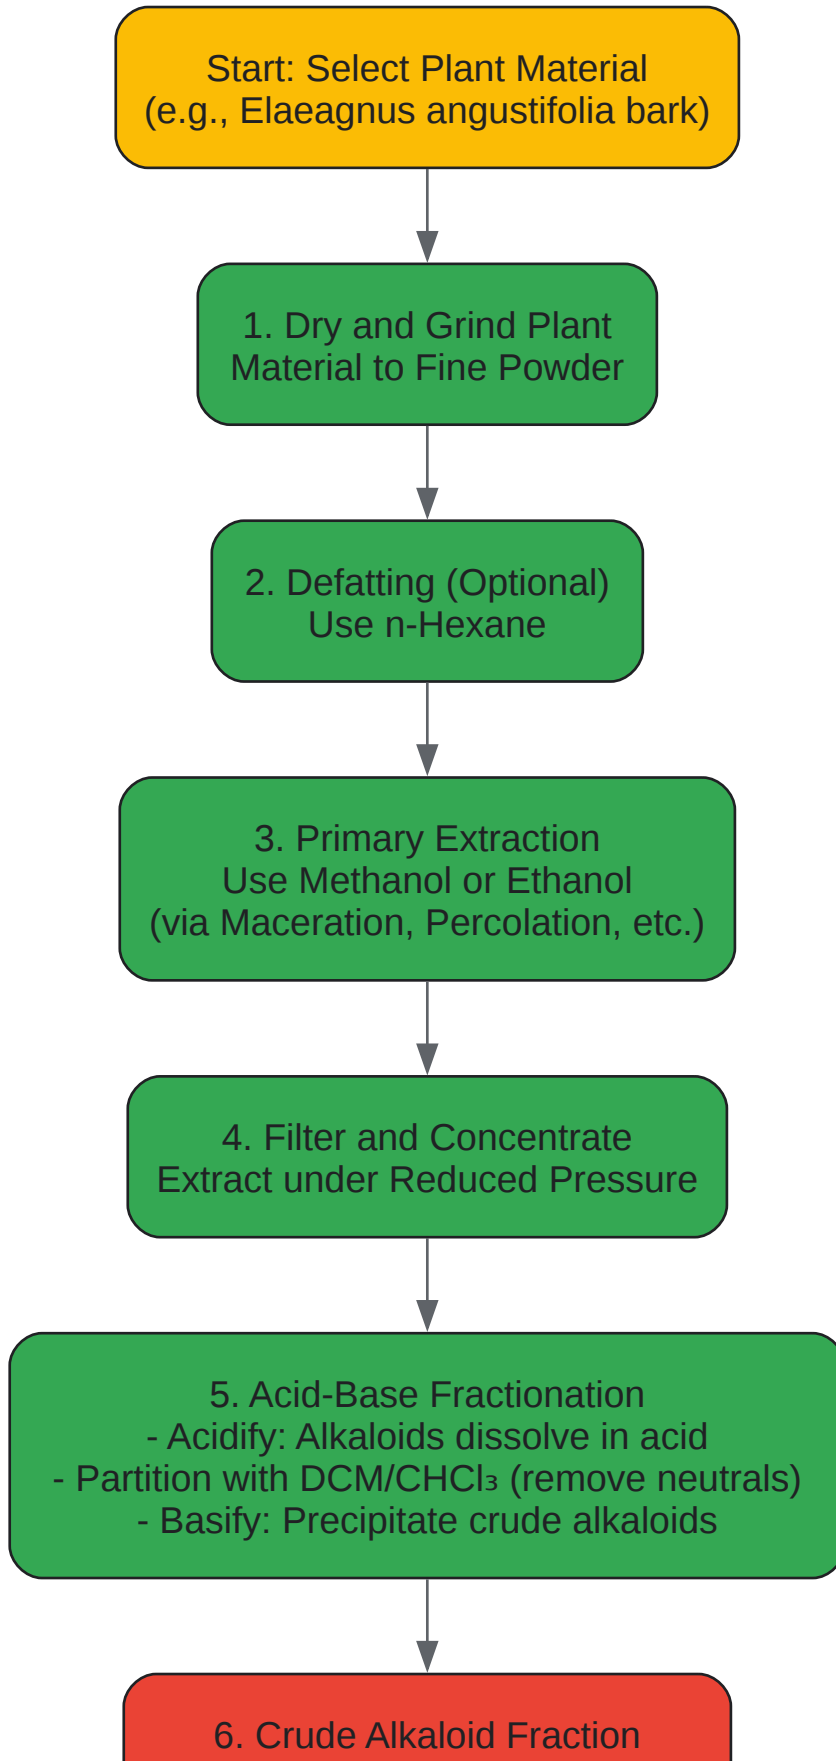 Start: Select Plant Material
(e.g., Elaeagnus angustifolia bark)
1. Dry and Grind Plant
Material to Fine Powder
2. Defatting (Optional)
Use n-Hexane
3. Primary Extraction
Use Methanol or Ethanol
(via Maceration, Percolation, etc.)
4. Filter and Concentrate
Extract under Reduced Pressure
5. Acid-Base Fractionation
- Acidify: Alkaloids dissolve in acid
- Partition with DCM/CHCl₃ (remove neutrals)
- Basify: Precipitate crude alkaloids
6. Crude Alkaloid Fraction